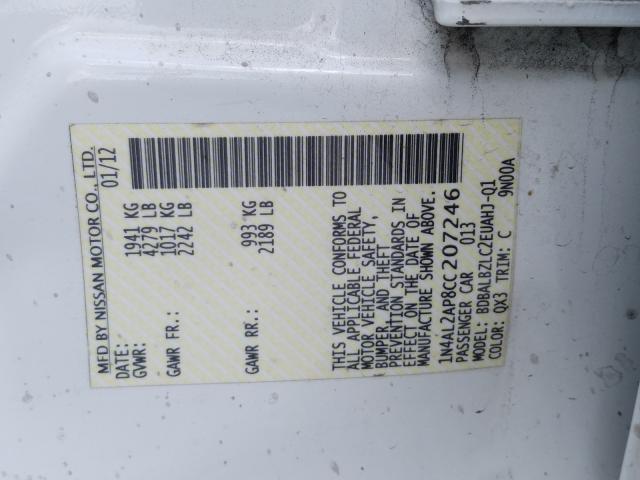 MFD BY NISSAN MOTOR CO., LTD.
DATE: 01/12
GVWR: 1941 KG
4279 LB
GAWR FR.: 1017 KG
2242 LB
GAWR RR.: 993 KG
2189 LB
THIS VEHICLE CONFORMS TO
ALL APPLICABLE FEDERAL
MOTOR VEHICLE SAFETY,
BUMPER, AND THEFT
PREVENTION STANDARDS IN
EFFECT ON THE DATE OF
MANUFACTURE SHOWN ABOVE.
1N4AL2AP8CC207246
PASSENGER CAR 013
MODEL: BDBALBZLC2EUAHJ-Q1
COLOR: QX3 TRIM: C 9N00A